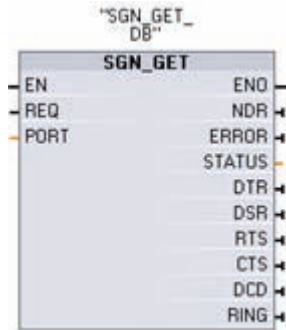 "SGN_GET_
DB"
SGN_GET
EN ENO
REQ NDR
PORT ERROR
STATUS
DTR
DSR
RTS
CTS
DCD
RING